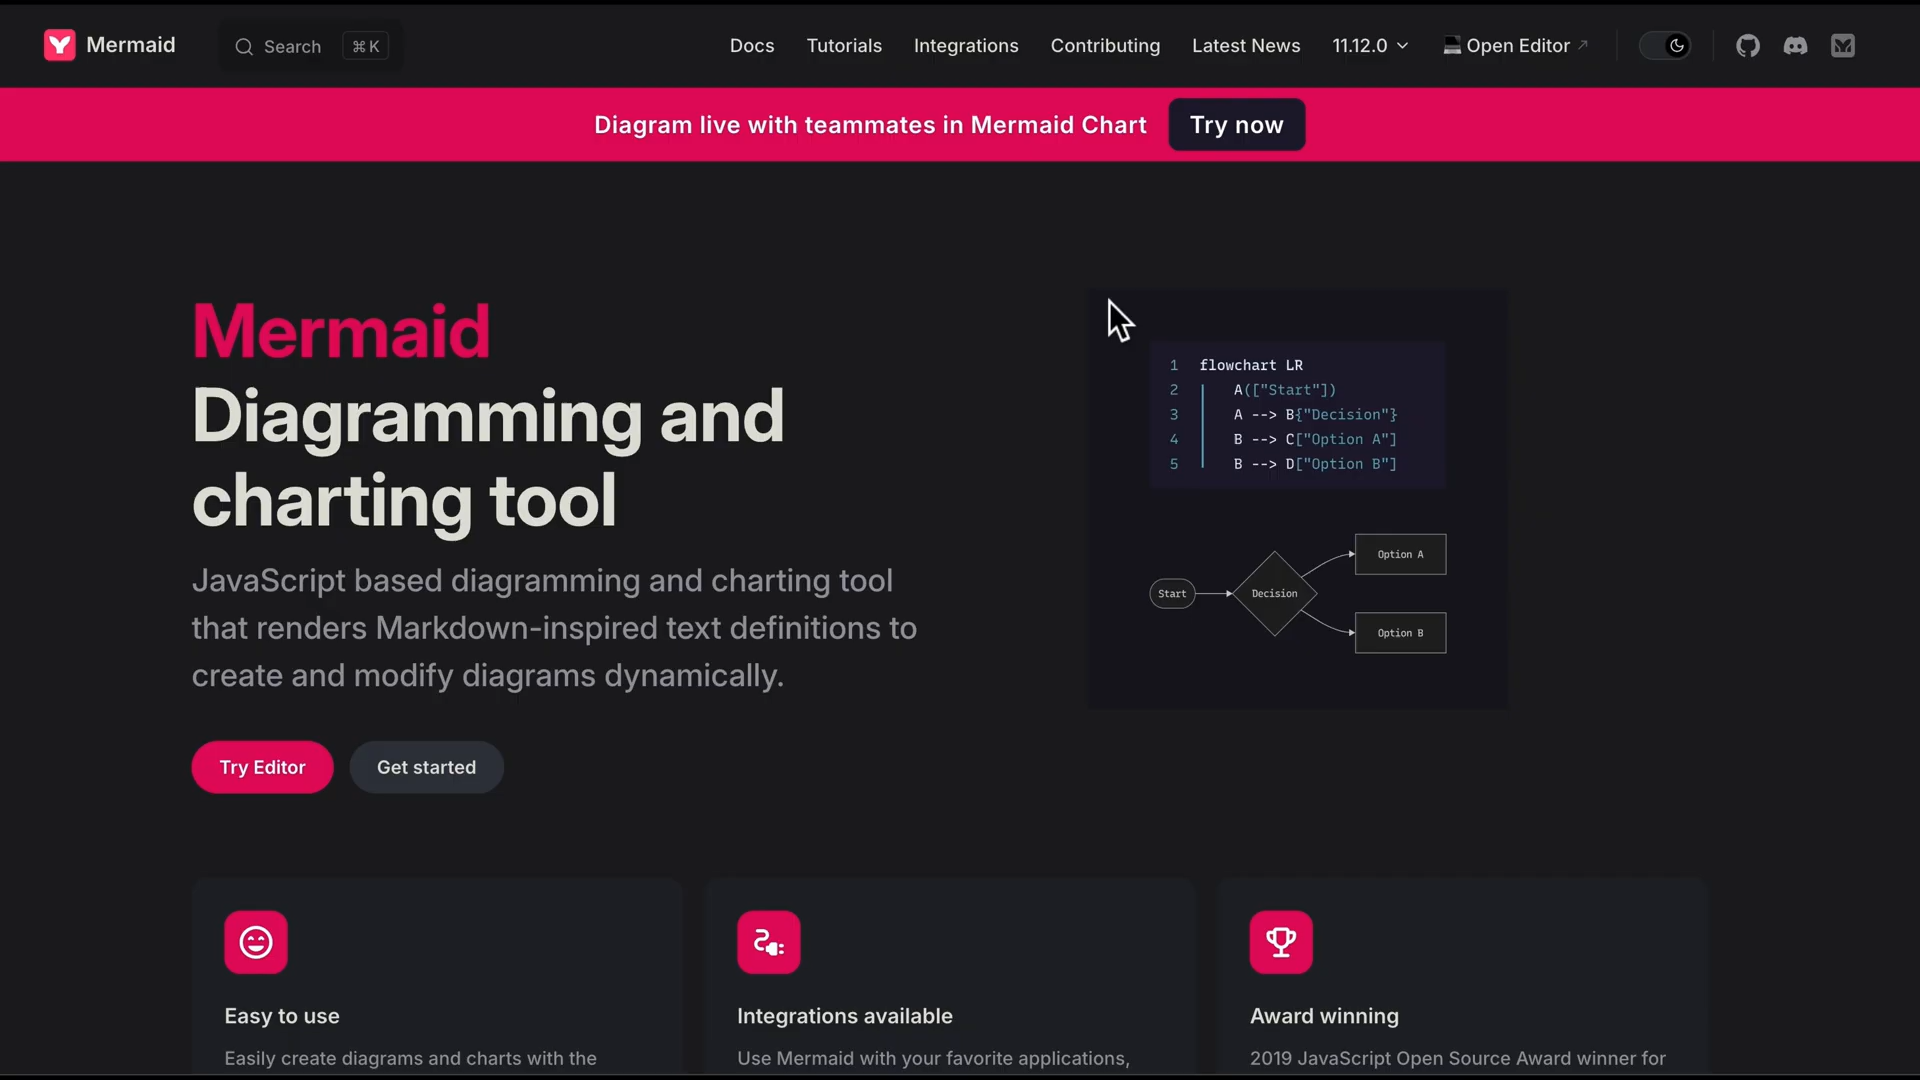 Mermaid
Search
⌘K
Docs
Tutorials
Integrations
Contributing
Latest News
11.12.0
Open Editor
Diagram live with teammates in Mermaid Chart
Try now
Mermaid
Diagramming and
charting tool
JavaScript based diagramming and charting tool
that renders Markdown-inspired text definitions to
create and modify diagrams dynamically.
Try Editor
Get started
1 flowchart LR
2 A(["Start"])
3 A --> B{"Decision"}
4 B --> C["Option A"]
5 B --> D["Option B"]
Start
Decision
Option A
Option B
Easy to use
Easily create diagrams and charts with the
Integrations available
Use Mermaid with your favorite applications,
Award winning
2019 JavaScript Open Source Award winner for